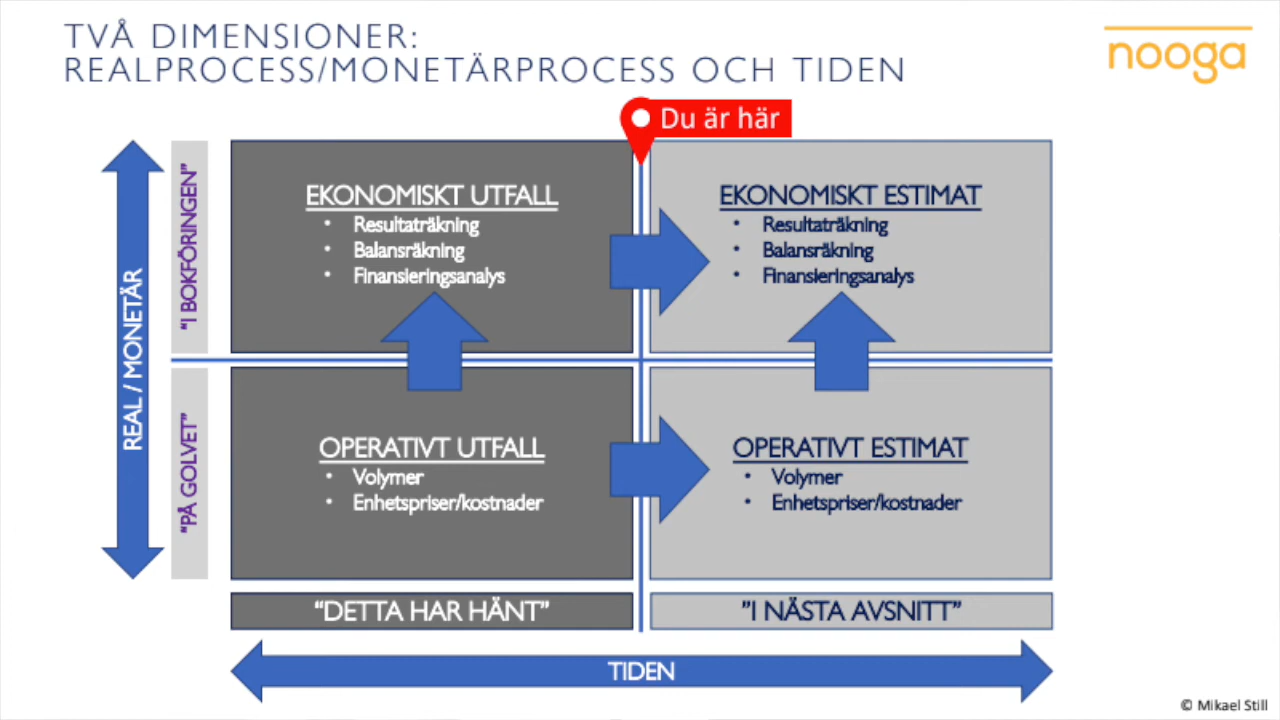 TVÅ DIMENSIONER:
REALPROCESS/MONETÄRPROCESS OCH TIDEN
nooga
Du är här
REAL / MONETÄR
“I BOKFÖRINGEN”
EKONOMISKT UTFALL
• Resultaträkning
• Balansräkning
• Finansieringsanalys
EKONOMISKT ESTIMAT
• Resultaträkning
• Balansräkning
• Finansieringsanalys
“PÅ GOLVET”
OPERATIVT UTFALL
• Volymer
• Enhetspriser/kostnader
OPERATIVT ESTIMAT
• Volymer
• Enhetspriser/kostnader
“DETTA HAR HÄNT”
”I NÄSTA AVSNITT”
TIDEN
© Mikael Still